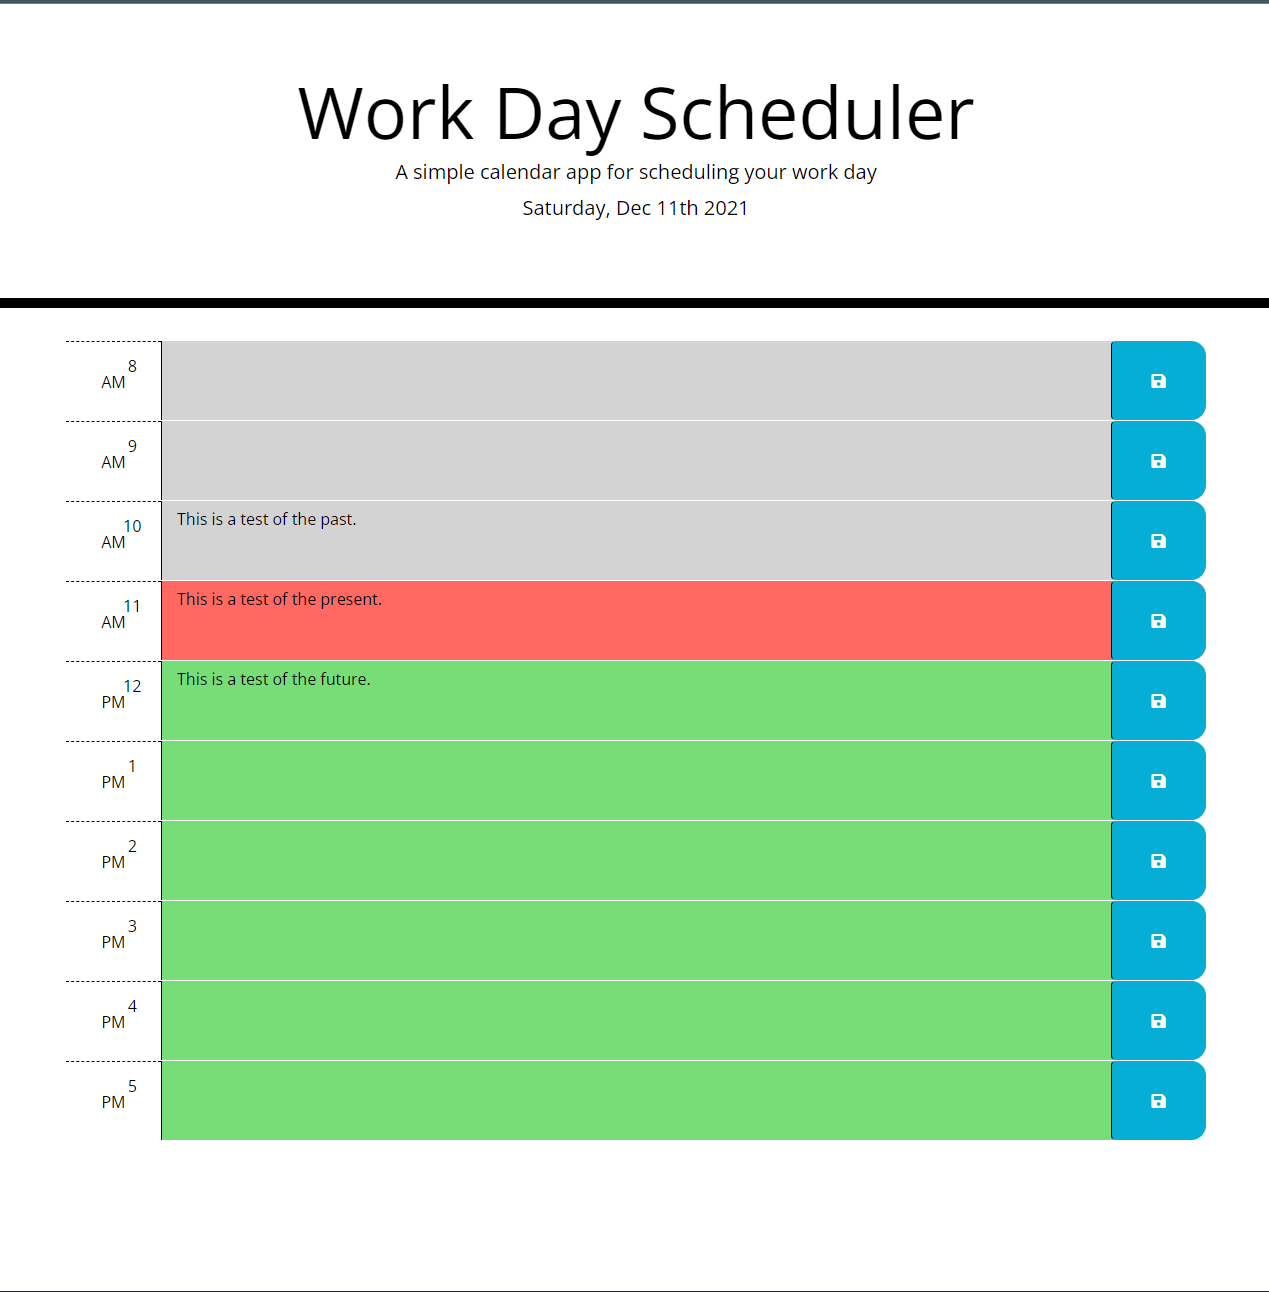 Work Day Scheduler
A simple calendar app for scheduling your work day
Saturday, Dec 11th 2021
8
AM
9
AM
10
AM
This is a test of the past.
11
AM
This is a test of the present.
12
PM
This is a test of the future.
1
PM
2
PM
3
PM
4
PM
5
PM